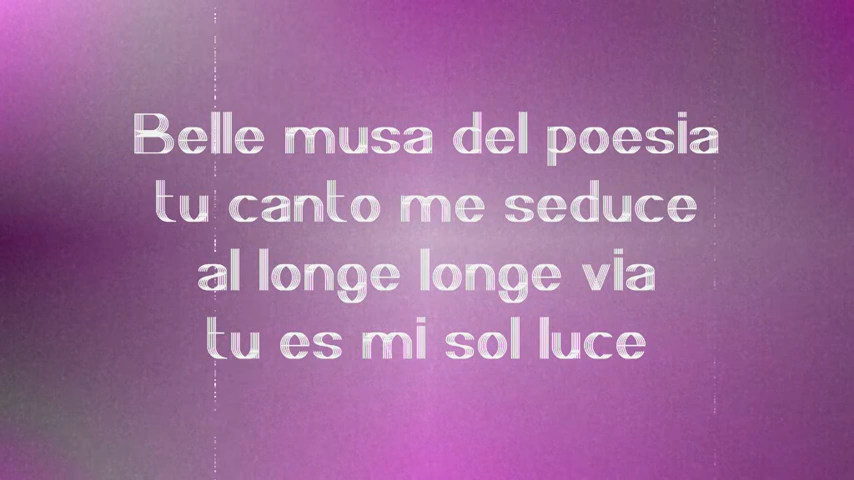 Belle musa del poesia
tu canto me seduce
al longe longe via
tu es mi sol luce